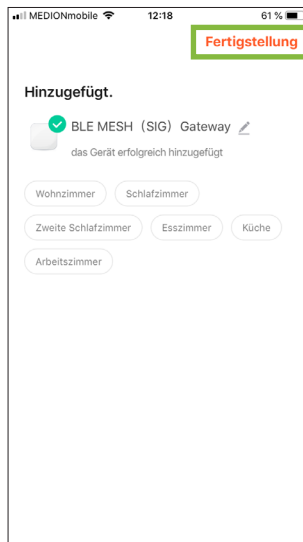 MEDIONmobile 12:18 61 %
Fertigstellung
Hinzugefügt.
BLE MESH（SIG）Gateway
das Gerät erfolgreich hinzugefügt
Wohnzimmer Schlafzimmer
Zweite Schlafzimmer Esszimmer Küche
Arbeitszimmer